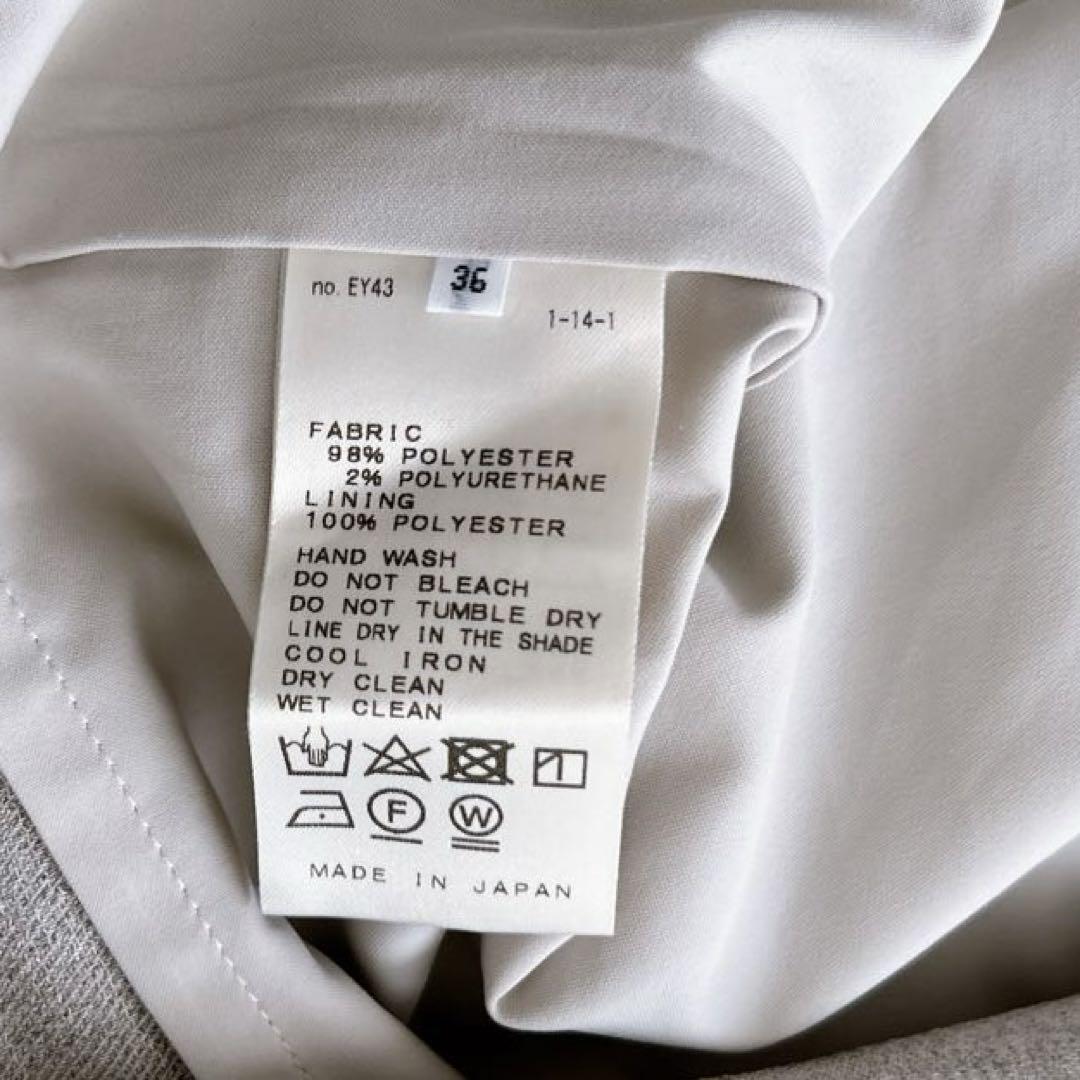 no. EY43
36
1-14-1
FABRIC
98% POLYESTER
2% POLYURETHANE
LINING
100% POLYESTER
HAND WASH
DO NOT BLEACH
DO NOT TUMBLE DRY
LINE DRY IN THE SHADE
COOL IRON
DRY CLEAN
WET CLEAN
F W
MADE IN JAPAN